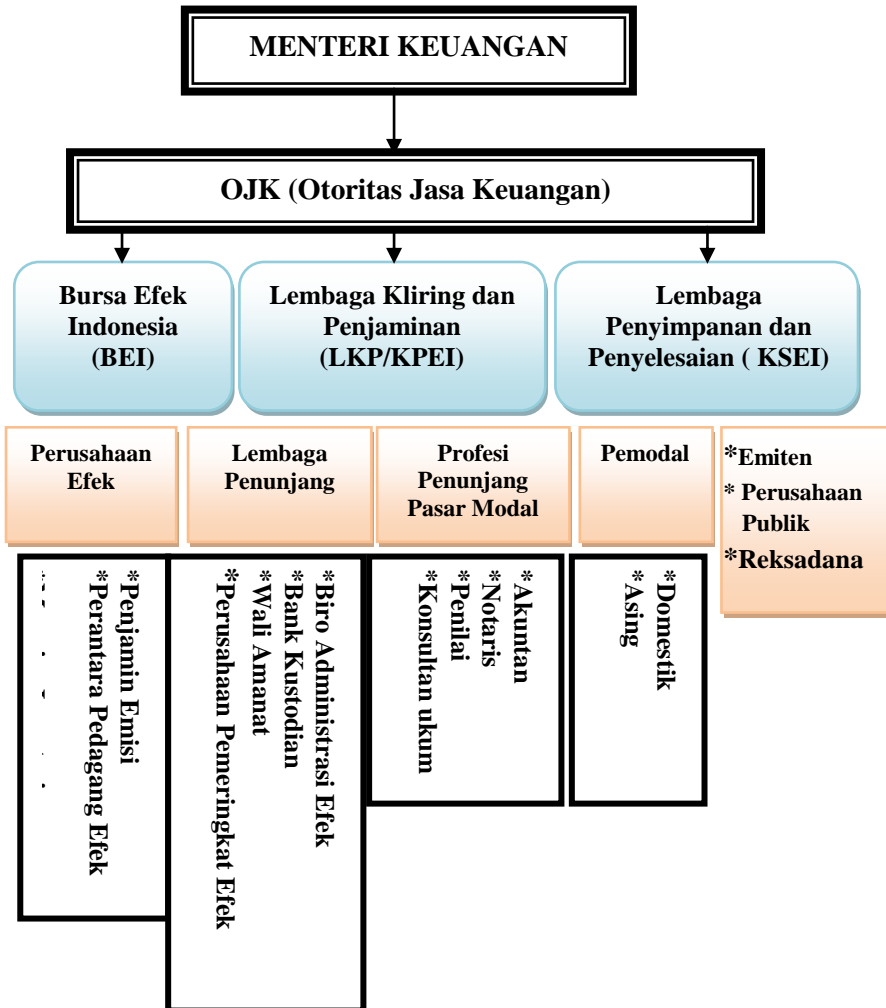 MENTERI KEUANGAN
OJK (Otoritas Jasa Keuangan)
Bursa Efek
Indonesia
(BEI)
Lembaga Kliring dan
Penjaminan
(LKP/KPEI)
Lembaga
Penyimpanan dan
Penyelesaian ( KSEI)
Perusahaan
Efek
Lembaga
Penunjang
Profesi
Penunjang
Pasar Modal
Pemodal
*Emiten
* Perusahaan
Publik
*Reksadana
*Penjamin Emisi
*Perantara Pedagang Efek
*Biro Administrasi Efek
*Bank Kustodian
*Wali Amanat
*Perusahaan Pemeringkat Efek
*Akuntan
*Notaris
*Penilai
*Konsultan ukum
*Domestik
*Asing